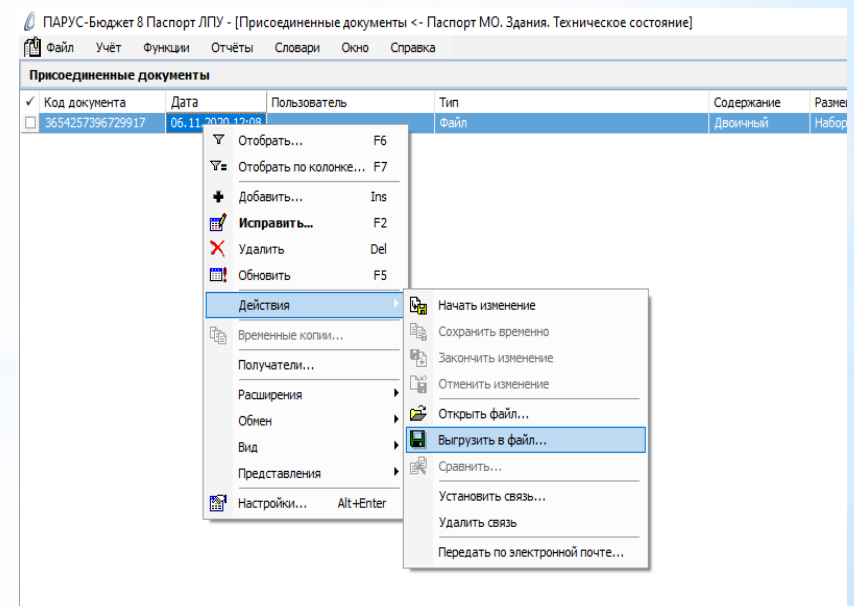 ПАРУС-Бюджет 8 Паспорт ЛПУ - [Присоединенные документы <- Паспорт МО. Здания. Техническое состояние]
Файл Учёт Функции Отчёты Словари Окно Справка
Присоединенные документы
✓ Код документа Дата Пользователь Тип Содержание
3654257396729917 06.11.2020 12:08 Файл Двоичный
Отобрать... F6
Отобрать по колонке... F7
Добавить... Ins
Исправить... F2
Удалить Del
Обновить F5
Действия
Временные копии...
Получатели...
Расширения
Обмен
Вид
Представления
Настройки... Alt+Enter
Начать изменение
Сохранить временно
Закончить изменение
Отменить изменение
Открыть файл...
Выгрузить в файл...
Сравнить...
Установить связь...
Удалить связь
Передать по электронной почте...